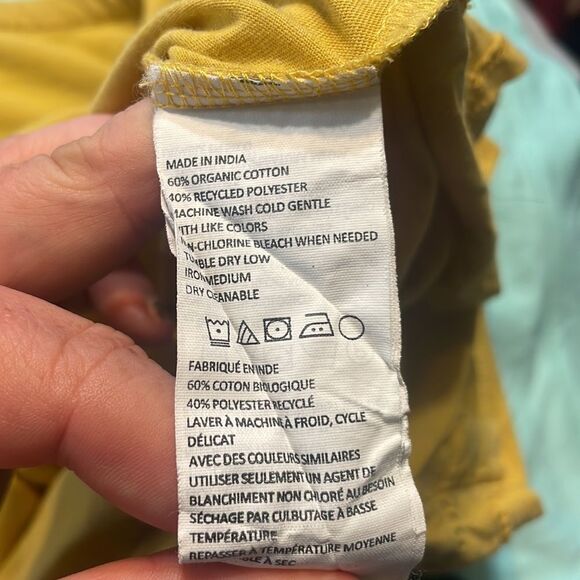 MADE IN INDIA
60% ORGANIC COTTON
40% RECYCLED POLYESTER
MACHINE WASH COLD GENTLE
WITH LIKE COLORS
NON-CHLORINE BLEACH WHEN NEEDED
TUMBLE DRY LOW
IRON MEDIUM
DRY CLEANABLE
FABRIQUÉ EN INDE
60% COTON BIOLOGIQUE
40% POLYESTER RECYCLÉ
LAVER À MACHINE À FROID, CYCLE
DÉLICAT
AVEC DES COULEURS SIMILAIRES
UTILISER SEULEMENT UN AGENT DE
BLANCHIMENT NON CHLORÉ AU BESOIN
SÉCHAGE PAR CULBUTAGE À BASSE
TEMPÉRATURE
REPASSER À TEMPÉRATURE MOYENNE
À SEC